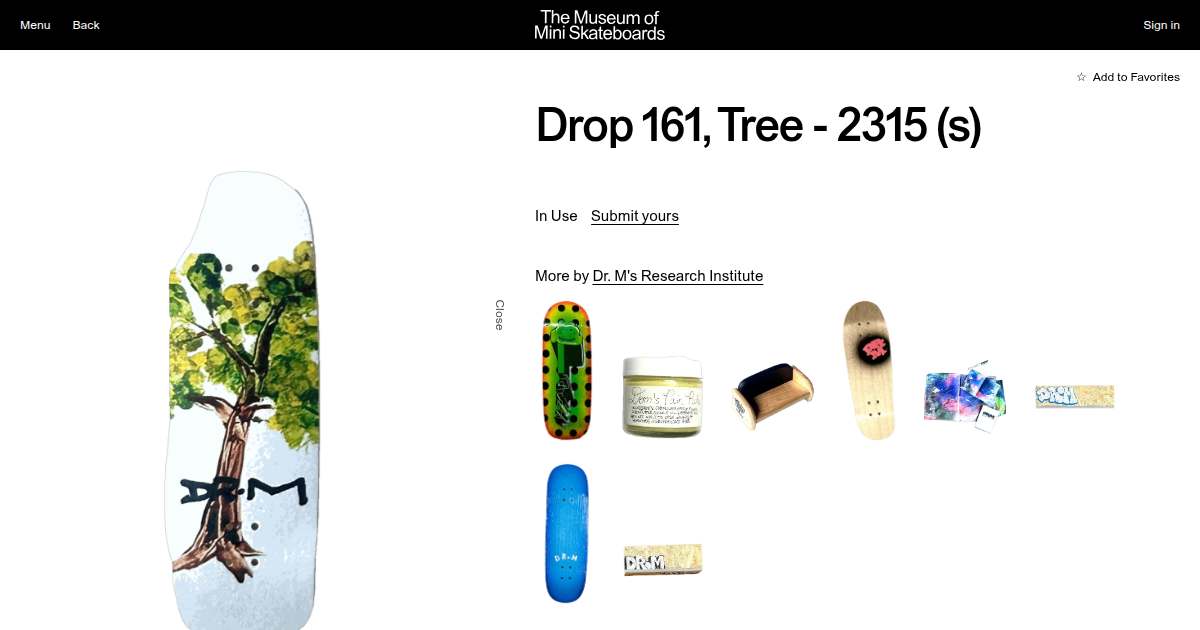 Menu
Back
The Museum of
Mini Skateboards
Sign in
☆ Add to Favorites
Drop 161, Tree - 2315 (s)
In Use
Submit yours
More by Dr. M's Research Institute
Close
DR.M
DR.M